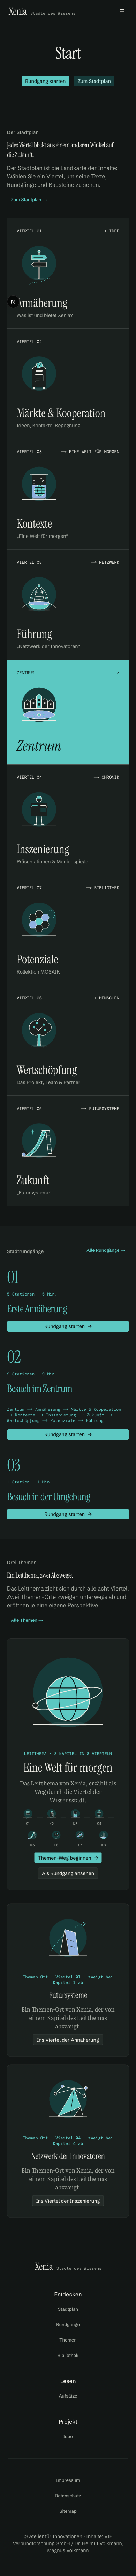 Xenia Städte des Wissens
Start
Rundgang starten
Zum Stadtplan
Der Stadtplan
Jedes Viertel blickt aus einem anderen Winkel auf
die Zukunft.
Der Stadtplan ist die Landkarte der Inhalte.
Wählen Sie ein Viertel, um seine Texte,
Rundgänge und Bausteine zu sehen.
Zum Stadtplan →
VIERTEL 01
→ IDEE
N
Annäherung
Was ist und bietet Xenia?
VIERTEL 02
Märkte & Kooperation
Ideen, Kontakte, Begegnung
VIERTEL 03
→ EINE WELT FÜR MORGEN
Kontexte
„Eine Welt für morgen“
VIERTEL 08
→ NETZWERK
Führung
„Netzwerk der Innovatoren“
ZENTRUM
Zentrum
VIERTEL 04
→ CHRONIK
Inszenierung
Präsentationen & Medienspiegel
VIERTEL 07
→ BIBLIOTHEK
Potenziale
Kollektion MOSAIK
VIERTEL 06
→ MENSCHEN
Wertschöpfung
Das Projekt, Team & Partner
VIERTEL 05
→ FUTURSYSTEME
Zukunft
„Futursysteme“
Stadtrundgänge
Alle Rundgänge →
01
5 Stationen · 5 Min.
Erste Annäherung
Rundgang starten →
02
8 Stationen · 8 Min.
Besuch im Zentrum
Zentrum → Annäherung → Märkte & Kooperation
→ Kontexte → Inszenierung → Zukunft →
Wertschöpfung → Potenziale → Führung
Rundgang starten →
03
1 Station · 1 Min.
Besuch in der Umgebung
Rundgang starten →
Drei Themen
Ein Leitthema, zwei Abzweige.
Das Leitthema zieht sich durch alle acht Viertel.
Zwei Themen-Orte zweigen unterwegs ab und
öffnen je eine eigene Perspektive.
Alle Themen →
LEITTHEMA · 8 KAPITEL IN 8 VIERTELN
Eine Welt für morgen
Das Leitthema von Xenia, erzählt als
Weg durch die Viertel der
Wissensstadt.
K1
K2
K3
K4
K5
K6
K7
K8
Themen-Weg beginnen →
Als Rundgang ansehen
Themen-Ort · Viertel 01 · zweigt bei
Kapitel 1 ab
Futursysteme
Ein Themen-Ort von Xenia, der von
einem Kapitel des Leitthemas
abzweigt.
Ins Viertel der Annäherung
Themen-Ort · Viertel 04 · zweigt bei
Kapitel 4 ab
Netzwerk der Innovatoren
Ein Themen-Ort von Xenia, der von
einem Kapitel des Leitthemas
abzweigt.
Ins Viertel der Inszenierung
Xenia Städte des Wissens
Entdecken
Stadtplan
Rundgänge
Themen
Bibliothek
Lesen
Aufsätze
Projekt
Idee
Impressum
Datenschutz
Sitemap
© Atelier für Innovationen · Inhalte: VIP
Verbundforschung GmbH / Dr. Helmut Volkmann,
Magnus Volkmann